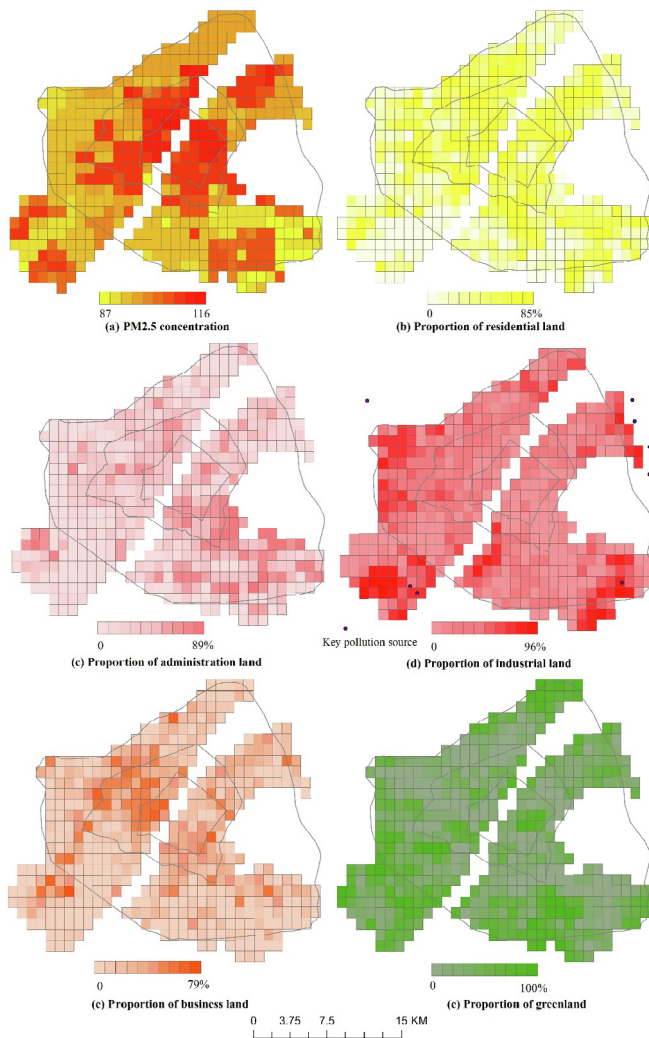 87 116
(a) PM2.5 concentration
0 85%
(b) Proportion of residential land
0 89%
(c) Proportion of administration land
Key pollution source
0 96%
(d) Proportion of industrial land
0 79%
(e) Proportion of business land
0 100%
(e) Proportion of greenland
0 3.75 7.5 15 KM